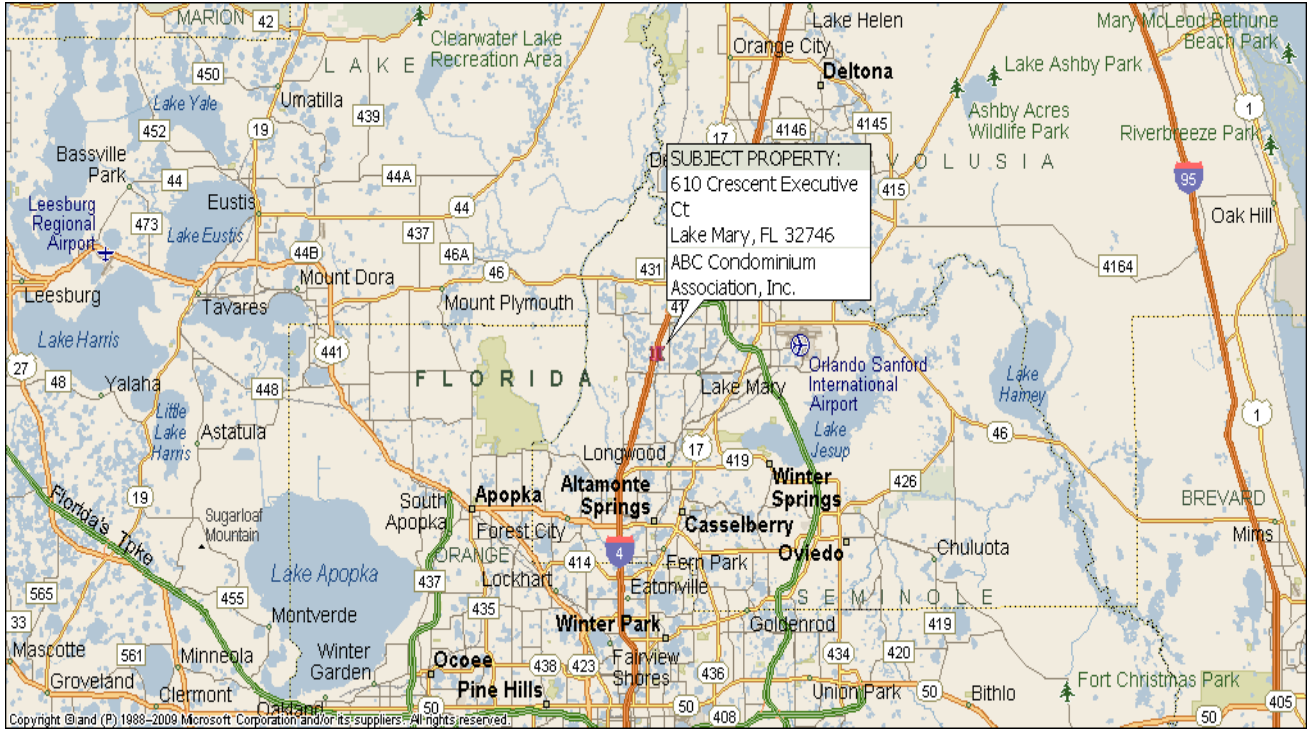 MARION
42
Lake Helen
Mary McLeod Bethune
Beach Park
Clearwater Lake
Recreation Area
Orange City
LAKE
450
Deltona
Lake Ashby Park
Lake Yale
Umatilla
439
Ashby Acres
Wildlife Park
1
452
19
17
4146
4145
Riverbreeze Park
Bassville
Park
44
44A
De
SUBJECT PROPERTY:
610 Crescent Executive
Ct
Lake Mary, FL 32746
ABC Condominium
Association, Inc.
VOLUSIA
415
95
Leesburg
Regional
Airport
473
Eustis
44
Lake Eustis
437
Oak Hill
44B
46A
46
431
4164
Mount Dora
Leesburg
Tavares
Mount Plymouth
Lake Harris
441
Orlando Sanford
International
Airport
27
48
Yalaha
448
FLORIDA
Lake Mary
Lake
Harney
Little
Lake
Harris
Astatula
1
Lake
Jesup
46
Longwood
17
419
19
South
Apopka
Apopka
Altamonte
Springs
Winter
Springs
426
BREVARD
Florida's Tpke
Sugarloaf
Mountain
Forest City
Casselberry
Mims
ORANGE
4
Oviedo
Chuluota
Lake Apopka
437
414
Fern Park
Lockhart
Eatonville
565
455
435
SEMINOLE
33
Montverde
Winter Park
Goldenrod
419
Mascotte
561
Minneola
Winter
Garden
Ocoee
438
423
Fairview
Shores
436
434
420
Groveland
Clermont
Oakland
Pine Hills
Union Park
50
Bithlo
Fort Christmas Park
50
50
408
50
405
Copyright © and (P) 1988–2009 Microsoft Corporation and/or its suppliers. All rights reserved.